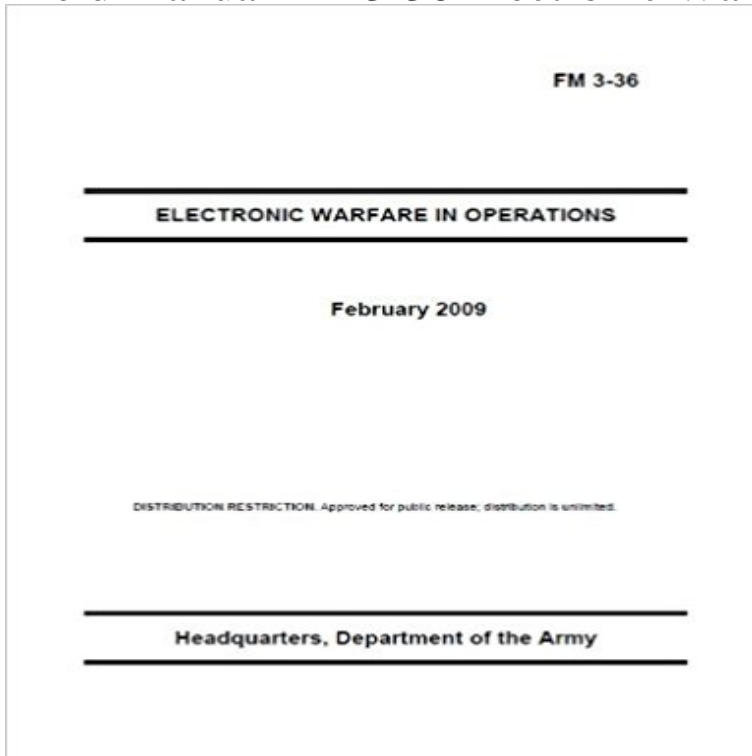 FM 3-36
ELECTRONIC WARFARE IN OPERATIONS
February 2009
DISTRIBUTION RESTRICTION. Approved for public release; distribution is unlimited.
Headquarters, Department of the Army